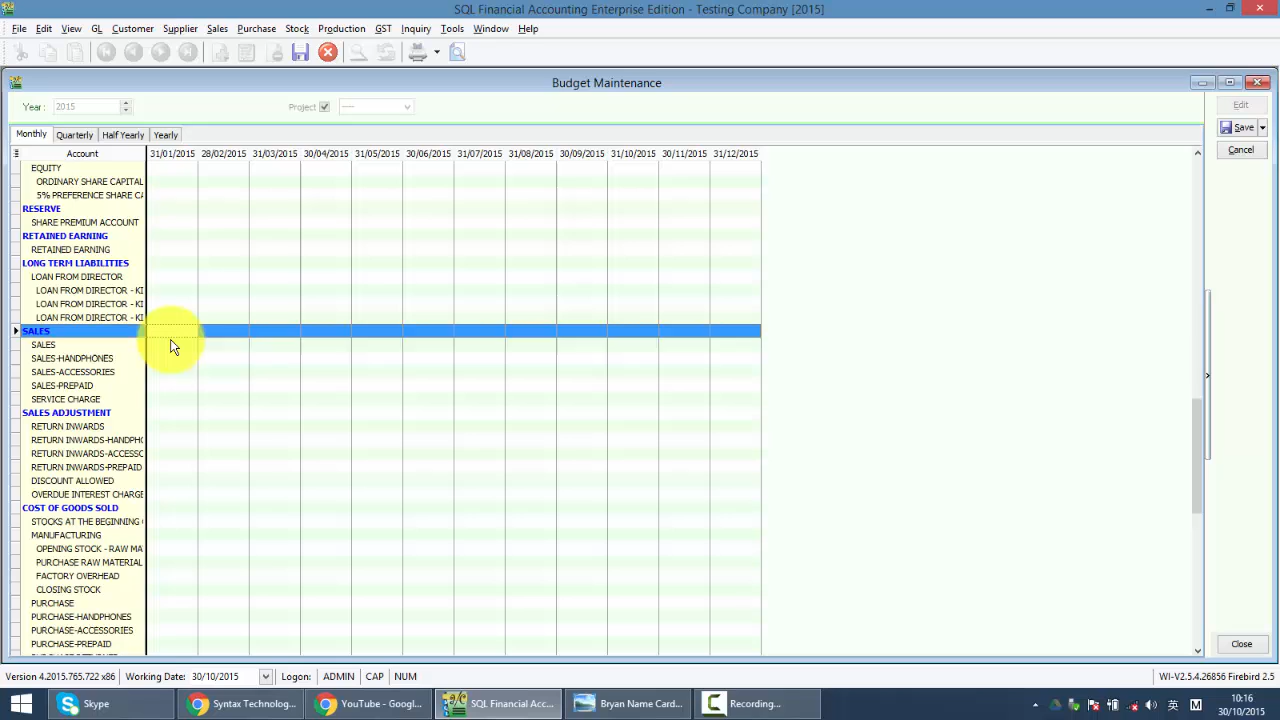 SQL Financial Accounting Enterprise Edition - Testing Company [2015]
File Edit View GL Customer Supplier Sales Purchase Stock Production GST Inquiry Tools Window Help
Budget Maintenance
Year: 2015 Project ---- Edit
Save
Cancel
Monthly Quarterly Half Yearly Yearly
Account 31/01/2015 28/02/2015 31/03/2015 30/04/2015 31/05/2015 30/06/2015 31/07/2015 31/08/2015 30/09/2015 31/10/2015 30/11/2015 31/12/2015
EQUITY
ORDINARY SHARE CAPITAL
5% PREFERENCE SHARE CA
RESERVE
SHARE PREMIUM ACCOUNT
RETAINED EARNING
RETAINED EARNING
LONG TERM LIABILITIES
LOAN FROM DIRECTOR
LOAN FROM DIRECTOR - KI
LOAN FROM DIRECTOR - KI
LOAN FROM DIRECTOR - KI
SALES
SALES
SALES-HANDPHONES
SALES-ACCESSORIES
SALES-PREPAID
SERVICE CHARGE
SALES ADJUSTMENT
RETURN INWARDS
RETURN INWARDS-HANDPHO
RETURN INWARDS-ACCESSO
RETURN INWARDS-PREPAID
DISCOUNT ALLOWED
OVERDUE INTEREST CHARGE
COST OF GOODS SOLD
STOCKS AT THE BEGINNING
MANUFACTURING
OPENING STOCK - RAW MA
PURCHASE RAW MATERIAL
FACTORY OVERHEAD
CLOSING STOCK
PURCHASE
PURCHASE-HANDPHONES
PURCHASE-ACCESSORIES
PURCHASE-PREPAID
Close
Version 4.2015.765.722 x86 Working Date: 30/10/2015 Logon: ADMIN CAP NUM WI-V2.5.4.26856 Firebird 2.5
Skype Syntax Technolog... YouTube - Googl... SQL Financial Acc... Bryan Name Card... Recording... 英 M 10:16
30/10/2015